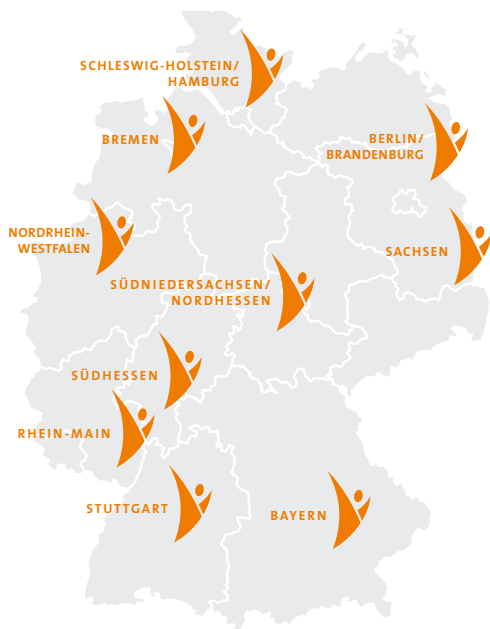 SCHLESWIG-HOLSTEIN/
HAMBURG
BREMEN
BERLIN/
BRANDENBURG
NORDRHEIN-
WESTFALEN
SACHSEN
SÜDNIEDERSACHSEN/
NORDHESSEN
SÜDHESSEN
RHEIN-MAIN
STUTTGART
BAYERN